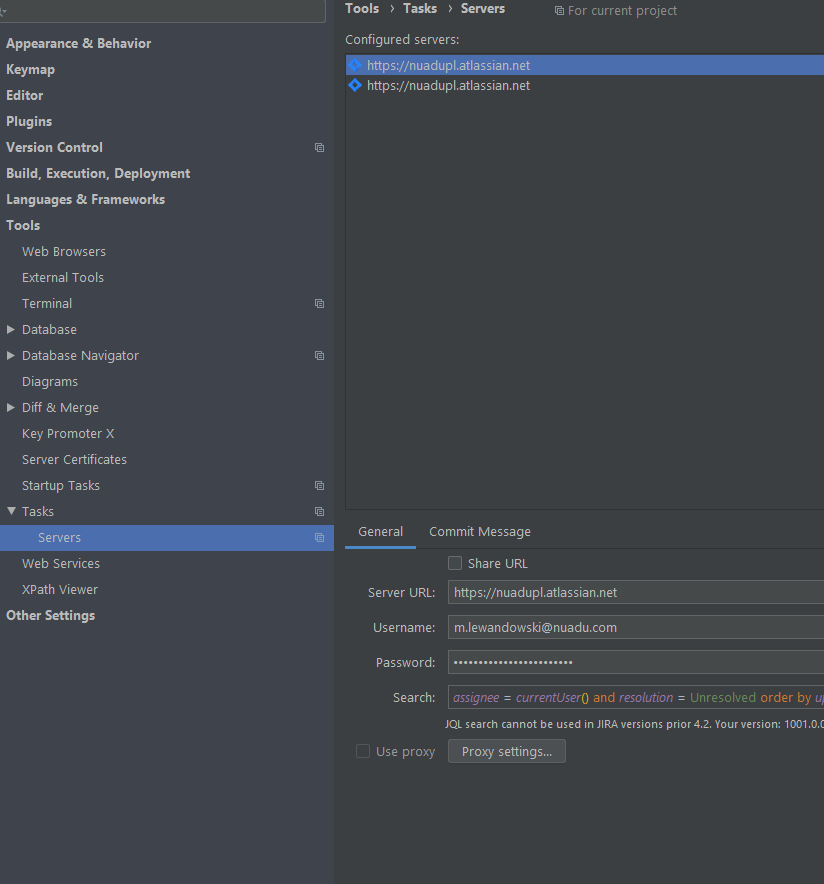 Tools › Tasks › Servers For current project
Appearance & Behavior
Keymap
Editor
Plugins
Version Control
Build, Execution, Deployment
Languages & Frameworks
Tools
Web Browsers
External Tools
Terminal
Database
Database Navigator
Diagrams
Diff & Merge
Key Promoter X
Server Certificates
Startup Tasks
Tasks
Servers
Web Services
XPath Viewer
Other Settings
Configured servers:
https://nuadupl.atlassian.net
https://nuadupl.atlassian.net
General Commit Message
Share URL
Server URL: https://nuadupl.atlassian.net
Username: m.lewandowski@nuadu.com
Password: ••••••••••••••••••••••••
Search: assignee = currentUser() and resolution = Unresolved order by
JQL search cannot be used in JIRA versions prior 4.2. Your version: 1001.0.0
Use proxy Proxy settings...